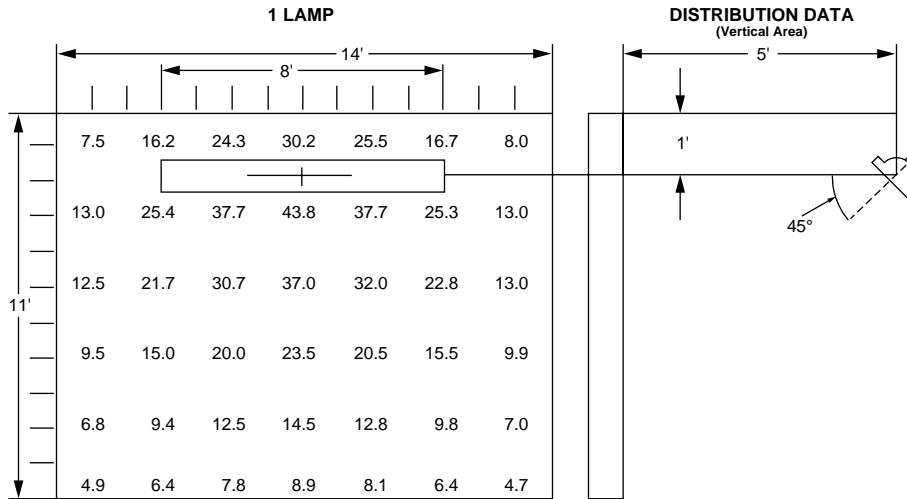 1 LAMP
DISTRIBUTION DATA
(Vertical Area)
14'
5'
8'
7.5 16.2 24.3 30.2 25.5 16.7 8.0
1'
13.0 25.4 37.7 43.8 37.7 25.3 13.0
45°
12.5 21.7 30.7 37.0 32.0 22.8 13.0
11'
9.5 15.0 20.0 23.5 20.5 15.5 9.9
6.8 9.4 12.5 14.5 12.8 9.8 7.0
4.9 6.4 7.8 8.9 8.1 6.4 4.7